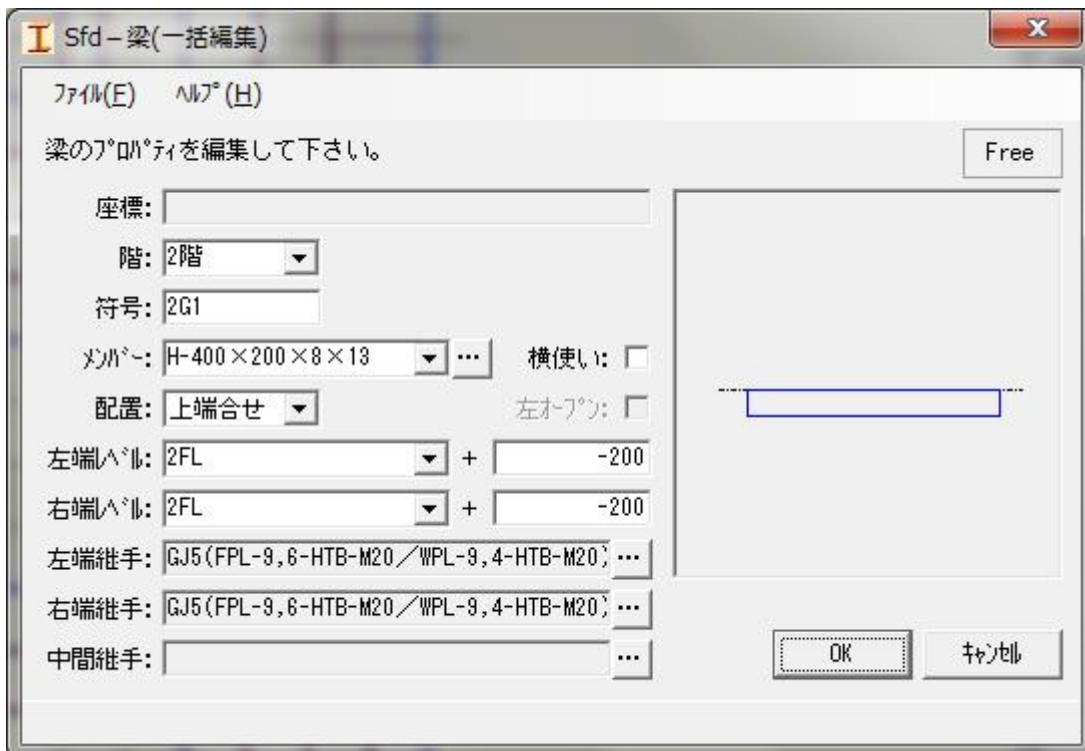 Sfd – 梁(一括編集)
ﾌｧｲﾙ(F) ﾍﾙﾌﾟ(H)
梁のﾌﾟﾛﾊﾟﾃｨを編集して下さい。
Free
座標:
階: 2階
符号: 2G1
ﾒﾝﾊﾞｰ: H-400×200×8×13 ... 横使い:
配置: 上端合せ 左ｵｰﾌﾟﾝ:
左端ﾚﾍﾞﾙ: 2FL + -200
右端ﾚﾍﾞﾙ: 2FL + -200
左端継手: GJ5(FPL-9,6-HTB-M20／WPL-9,4-HTB-M20) ...
右端継手: GJ5(FPL-9,6-HTB-M20／WPL-9,4-HTB-M20) ...
中間継手: ...
OK ｷｬﾝｾﾙ